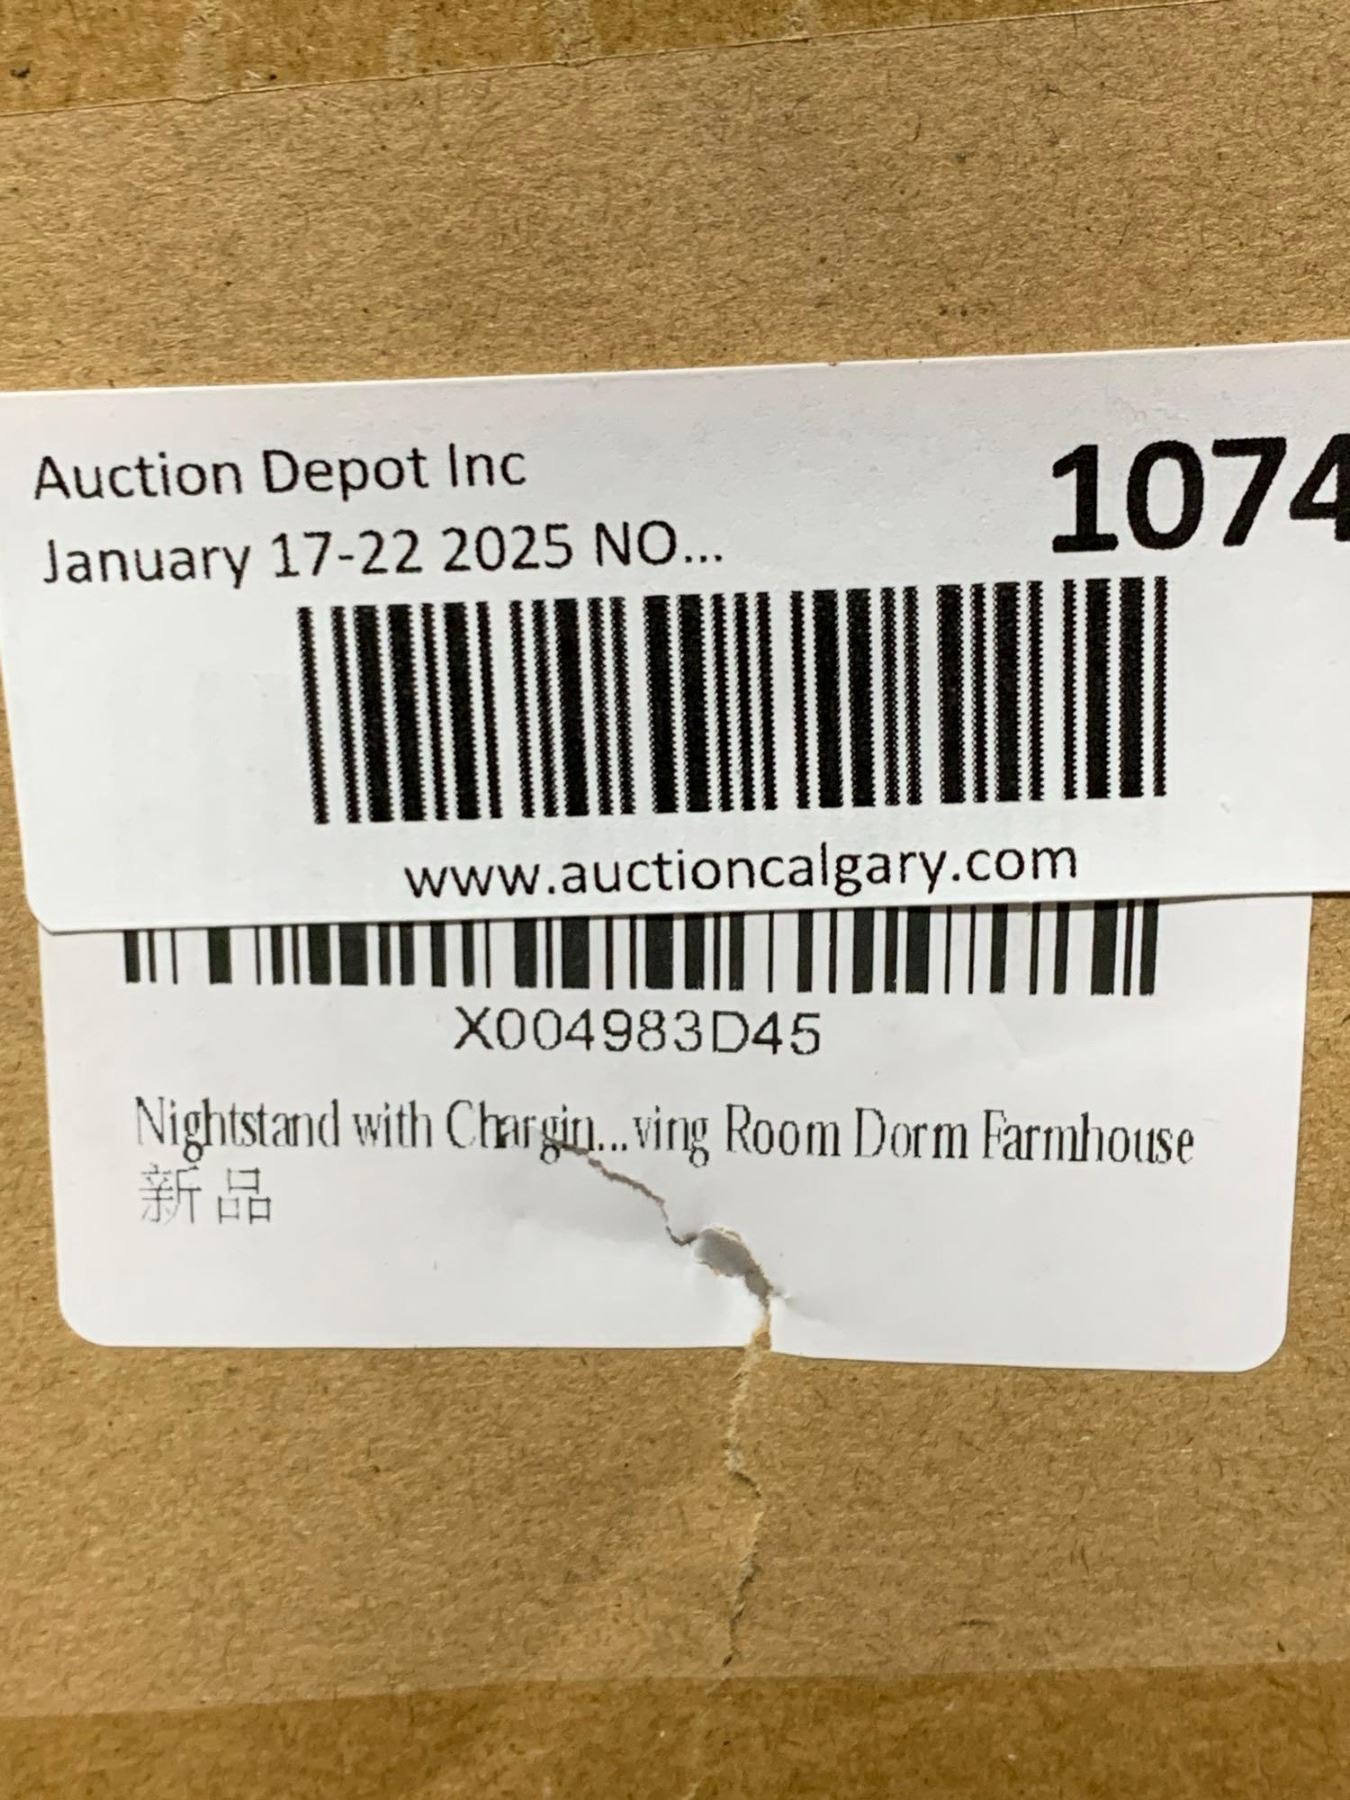 Auction Depot Inc
1074
January 17-22 2025 NO...
www.auctioncalgary.com
X004983D45
Nightstand with Chargin...ving Room Dorm Farmhouse
新品